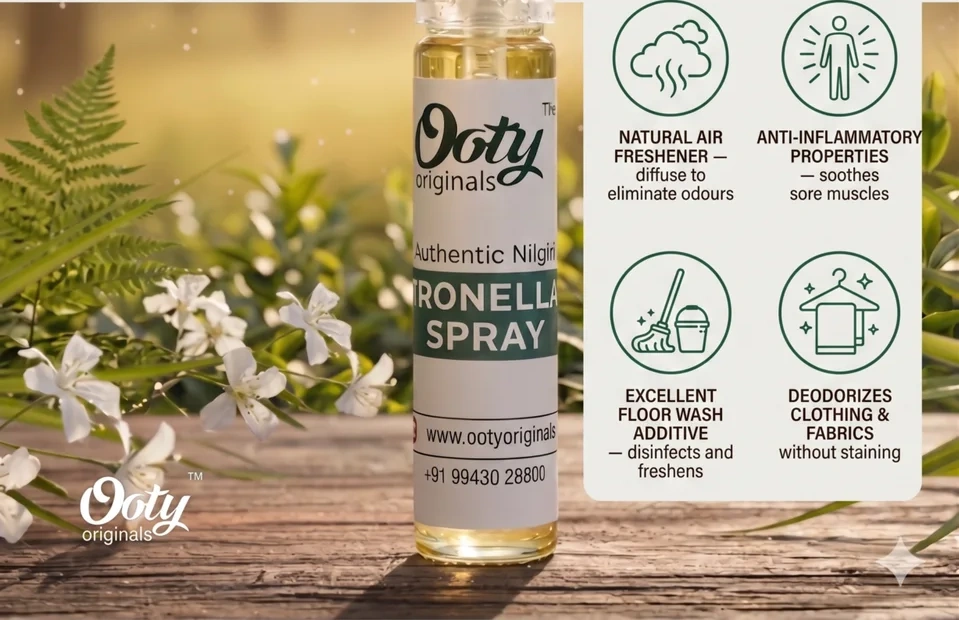 The
Ooty
originals
Authentic Nilgiri
TRONELLA
SPRAY
www.ootyoriginals
+91 99430 28800
NATURAL AIR
FRESHENER —
diffuse to
eliminate odours
ANTI-INFLAMMATORY
PROPERTIES
— soothes
sore muscles
EXCELLENT
FLOOR WASH
ADDITIVE
— disinfects and
freshens
DEODORIZES
CLOTHING &
FABRICS
without staining
Ooty™
originals